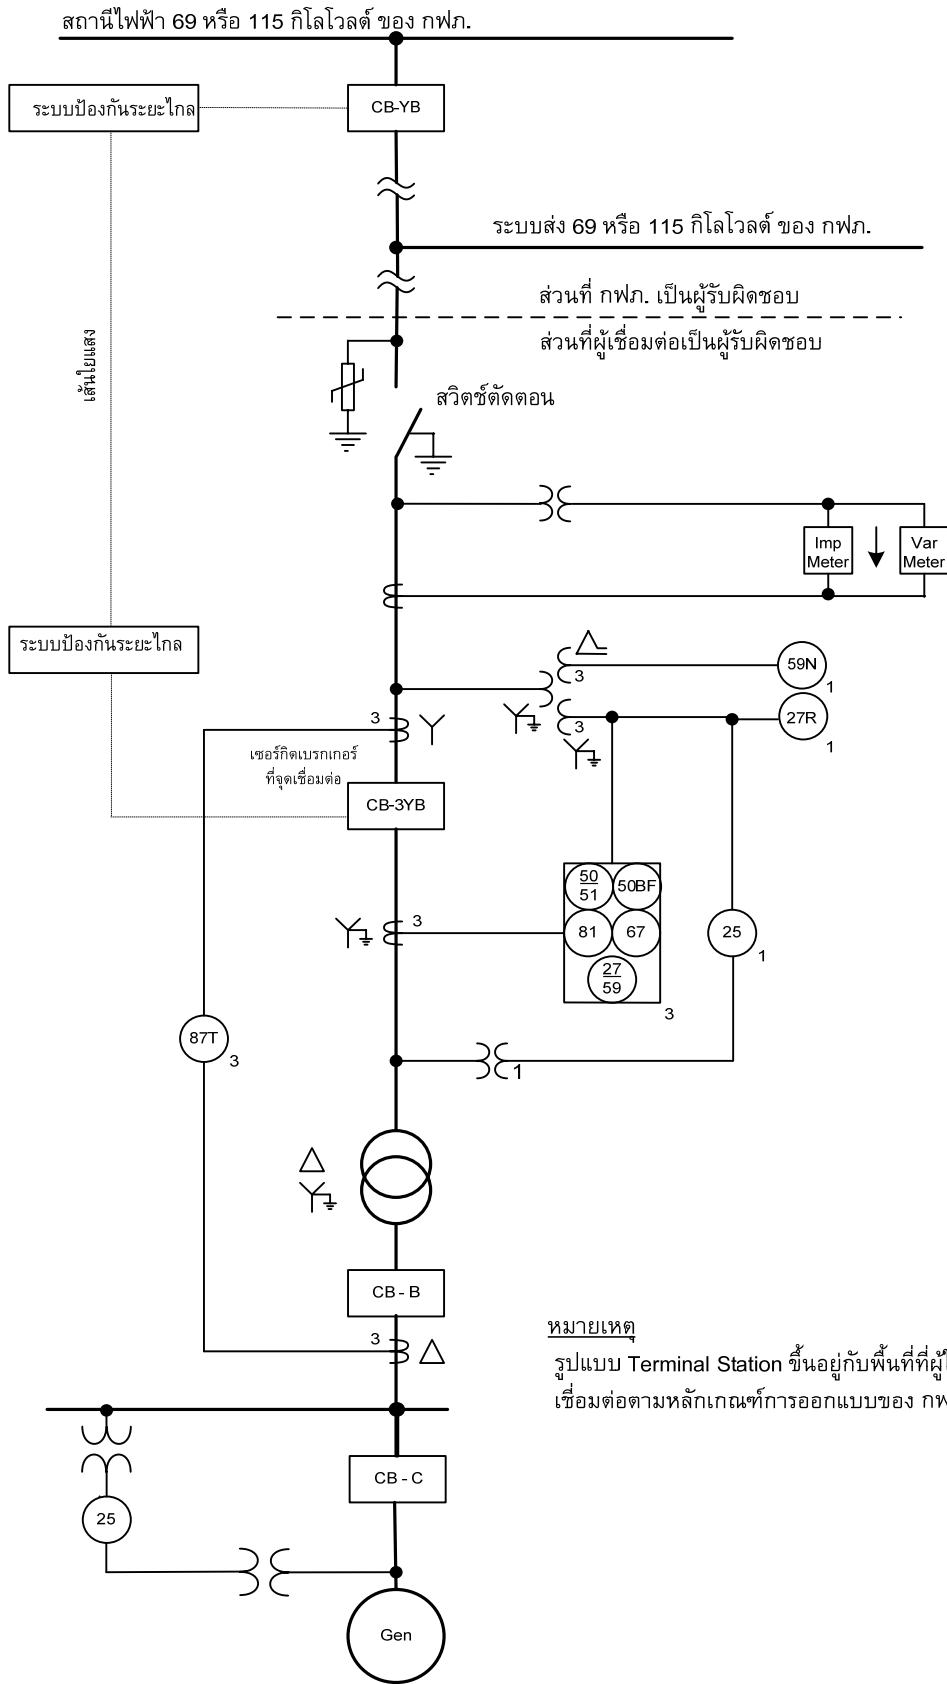 สถานีไฟฟ้า 69 หรือ 115 กิโลโวลต์ ของ กฟภ.
ระบบป้องกันระยะไกล
CB-YB
ระบบส่ง 69 หรือ 115 กิโลโวลต์ ของ กฟภ.
ส่วนที่ กฟภ. เป็นผู้รับผิดชอบ
ส่วนที่ผู้เชื่อมต่อเป็นผู้รับผิดชอบ
เส้นใยแสง
สวิตช์ตัดตอน
Imp
Meter
Var
Meter
ระบบป้องกันระยะไกล
3
59N
1
3
27R
1
3
เซอร์กิตเบรกเกอร์
ที่จุดเชื่อมต่อ
CB-3YB
50
51
50BF
3
81
67
25
1
27
59
3
87T
3
1
CB - B
3
หมายเหตุ
รูปแบบ Terminal Station ขึ้นอยู่กับพื้นที่ที่
เชื่อมต่อตามหลักเกณฑ์การออกแบบของ
CB - C
25
Gen